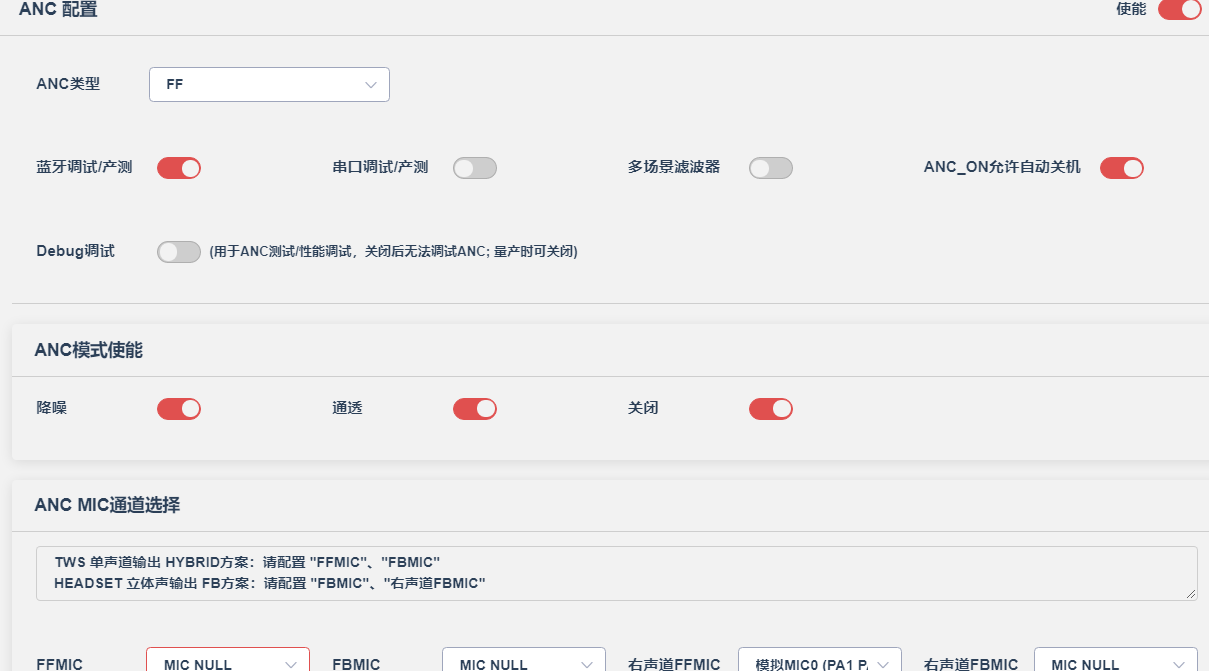 ANC 配置 使能
ANC类型 FF
蓝牙调试/产测 串口调试/产测 多场景滤波器 ANC_ON允许自动关机
Debug调试 (用于ANC测试/性能调试，关闭后无法调试ANC; 量产时可关闭)
ANC模式使能
降噪 通透 关闭
ANC MIC通道选择
TWS 单声道输出 HYBRID方案：请配置 "FFMIC"、"FBMIC"
HEADSET 立体声输出 FB方案：请配置 "FBMIC"、"右声道FBMIC"
FFMIC MIC NULL FBMIC MIC NULL 右声道FFMIC 模拟MIC0 (PA1 P 右声道FBMIC MIC NULL